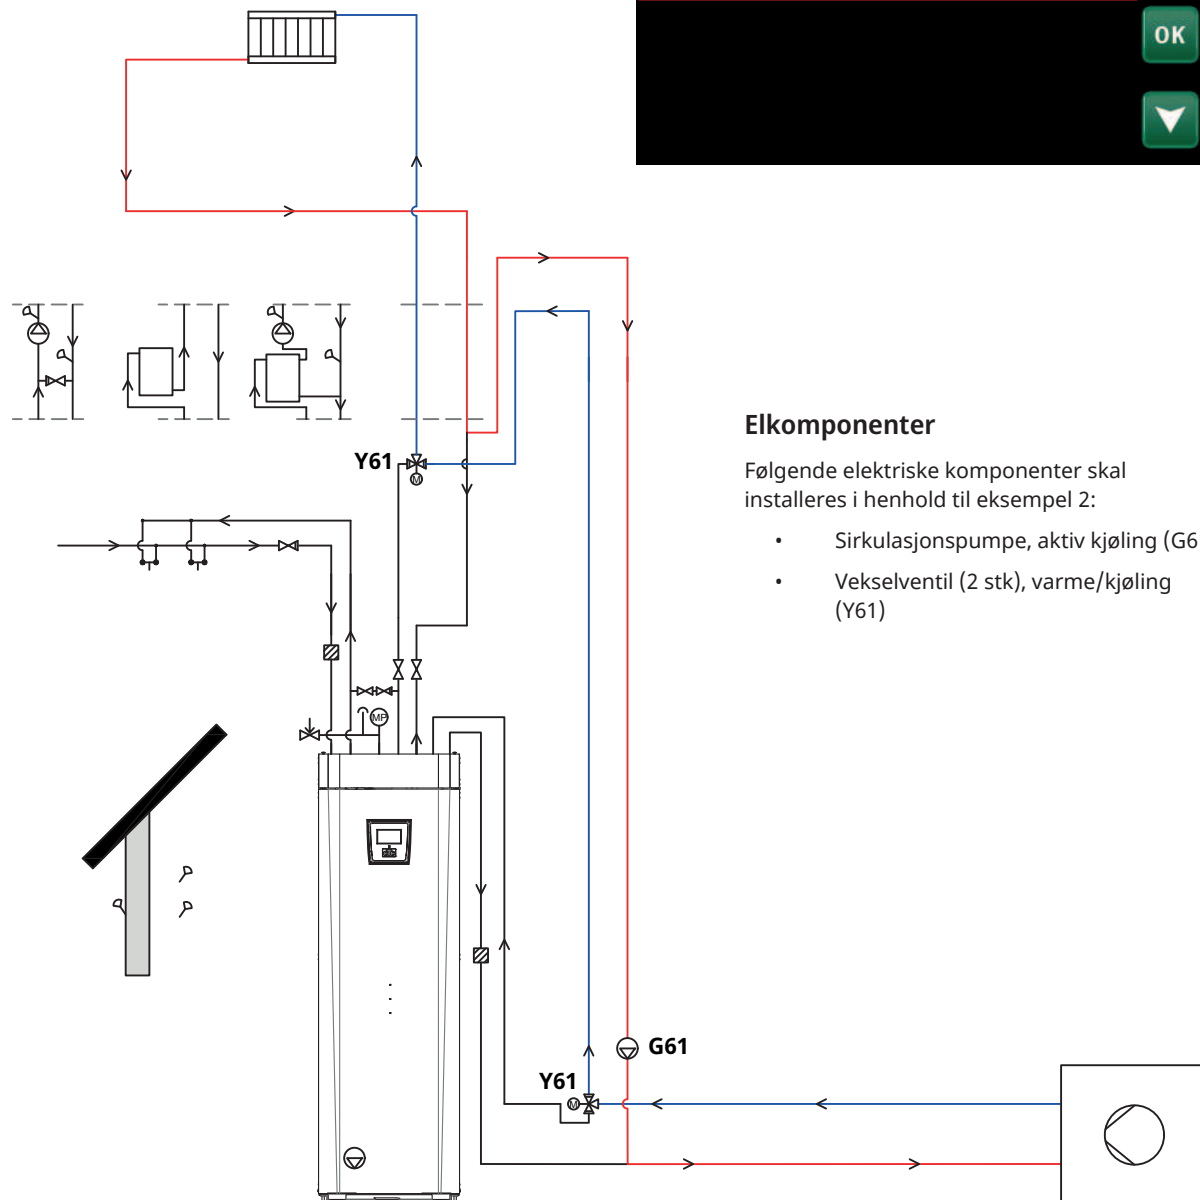 OK
Y61
Elkomponenter
Følgende elektriske komponenter skal
installeres i henhold til eksempel 2:
• Sirkulasjonspumpe, aktiv kjøling (G6
• Vekselventil (2 stk), varme/kjøling
(Y61)
M
MP
G61
Y61
M